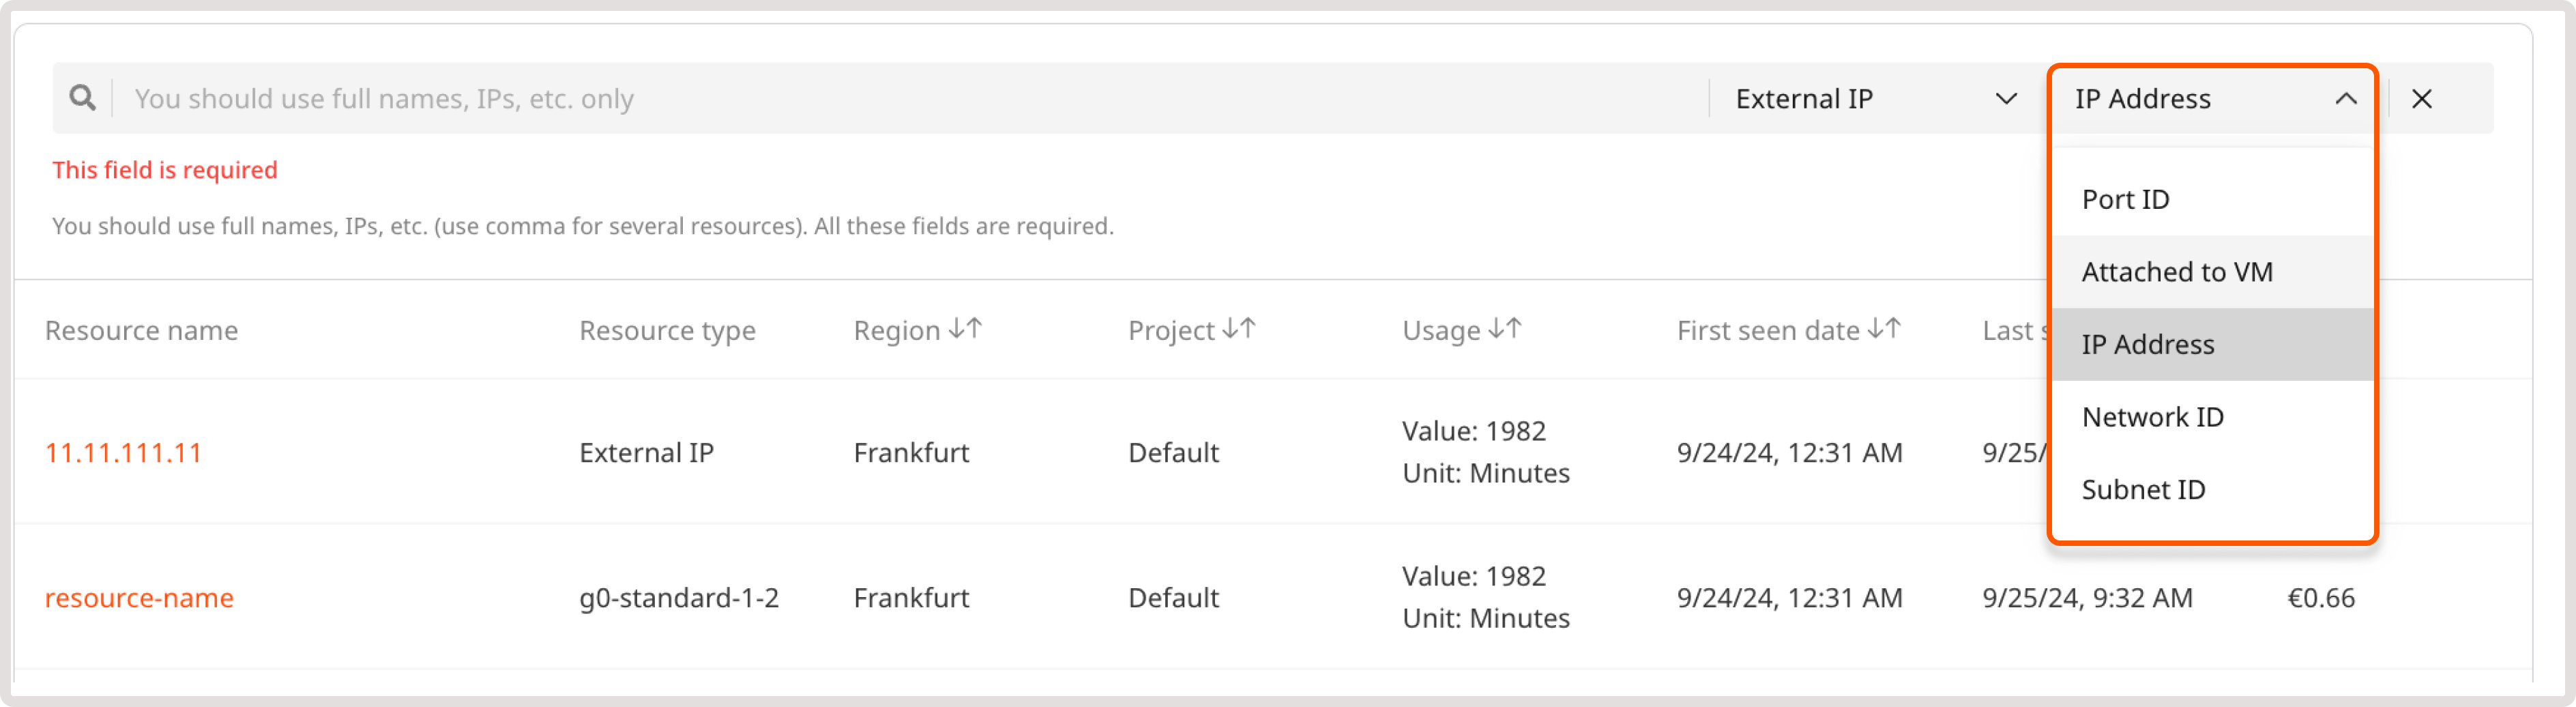 You should use full names, IPs, etc. only
External IP
IP Address
This field is required
You should use full names, IPs, etc. (use comma for several resources). All these fields are required.
Port ID
Attached to VM
IP Address
Network ID
Subnet ID
Resource name Resource type Region Project Usage First seen date Last
11.11.111.11 External IP Frankfurt Default Value: 1982 Unit: Minutes 9/24/24, 12:31 AM 9/25/
resource-name g0-standard-1-2 Frankfurt Default Value: 1982 Unit: Minutes 9/24/24, 12:31 AM 9/25/24, 9:32 AM €0.66